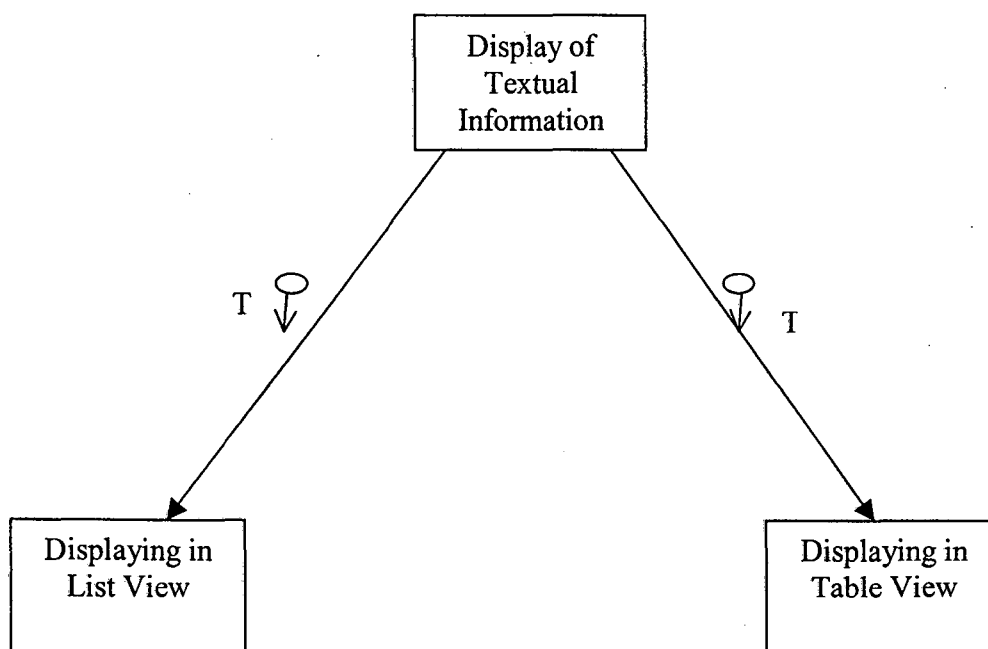 Display of
Textual
Information
T
T
Displaying in
List View
Displaying in
Table View